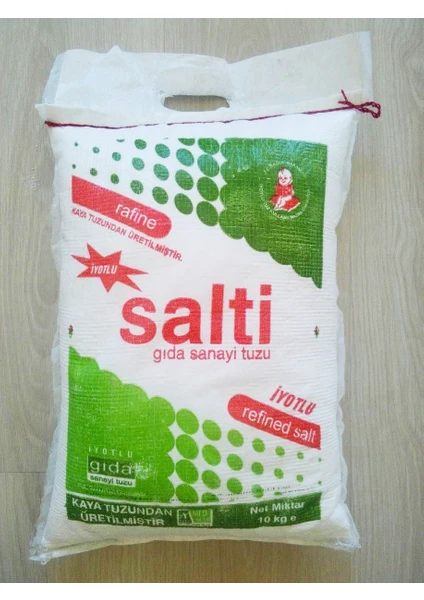 rafine
KAYA TUZUNDAN ÜRETİLMİŞTİR.
İYOTLU
salti
gıda sanayi tuzu
İYOTLU
refined salt
İYOTLU
gıda
sanayi tuzu
KAYA TUZUNDAN
ÜRETİLMİŞTİR
Net Miktar
10 kg e